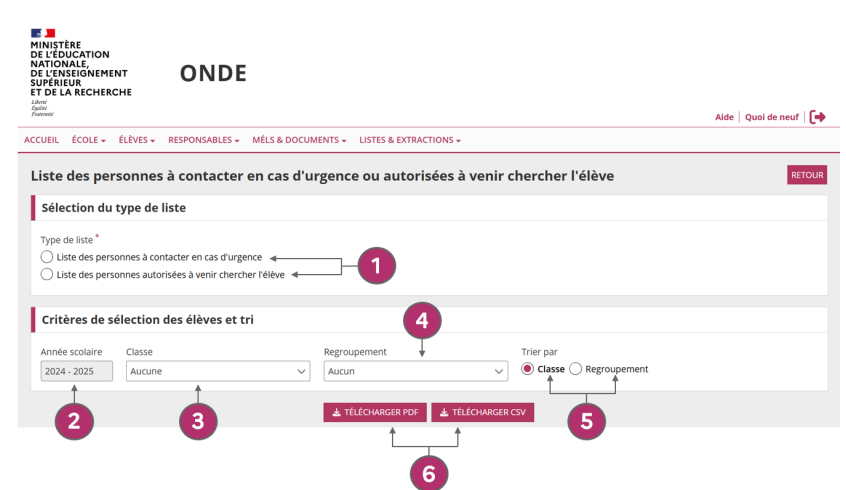 MINISTÈRE
DE L'ÉDUCATION
NATIONALE,
DE L'ENSEIGNEMENT
SUPÉRIEUR
ET DE LA RECHERCHE
Liberté
Égalité
Fraternité
ONDE
Aide | Quoi de neuf |
ACCUEIL ÉCOLE ÉLÈVES RESPONSABLES MÉLS & DOCUMENTS LISTES & EXTRACTIONS
Liste des personnes à contacter en cas d'urgence ou autorisées à venir chercher l'élève
RETOUR
Sélection du type de liste
Type de liste *
Liste des personnes à contacter en cas d'urgence
Liste des personnes autorisées à venir chercher l'élève
1
Critères de sélection des élèves et tri
4
Année scolaire Classe Regroupement Trier par
2024 - 2025 Aucune Aucun Classe Regroupement
2 3 5
TÉLÉCHARGER PDF TÉLÉCHARGER CSV
6